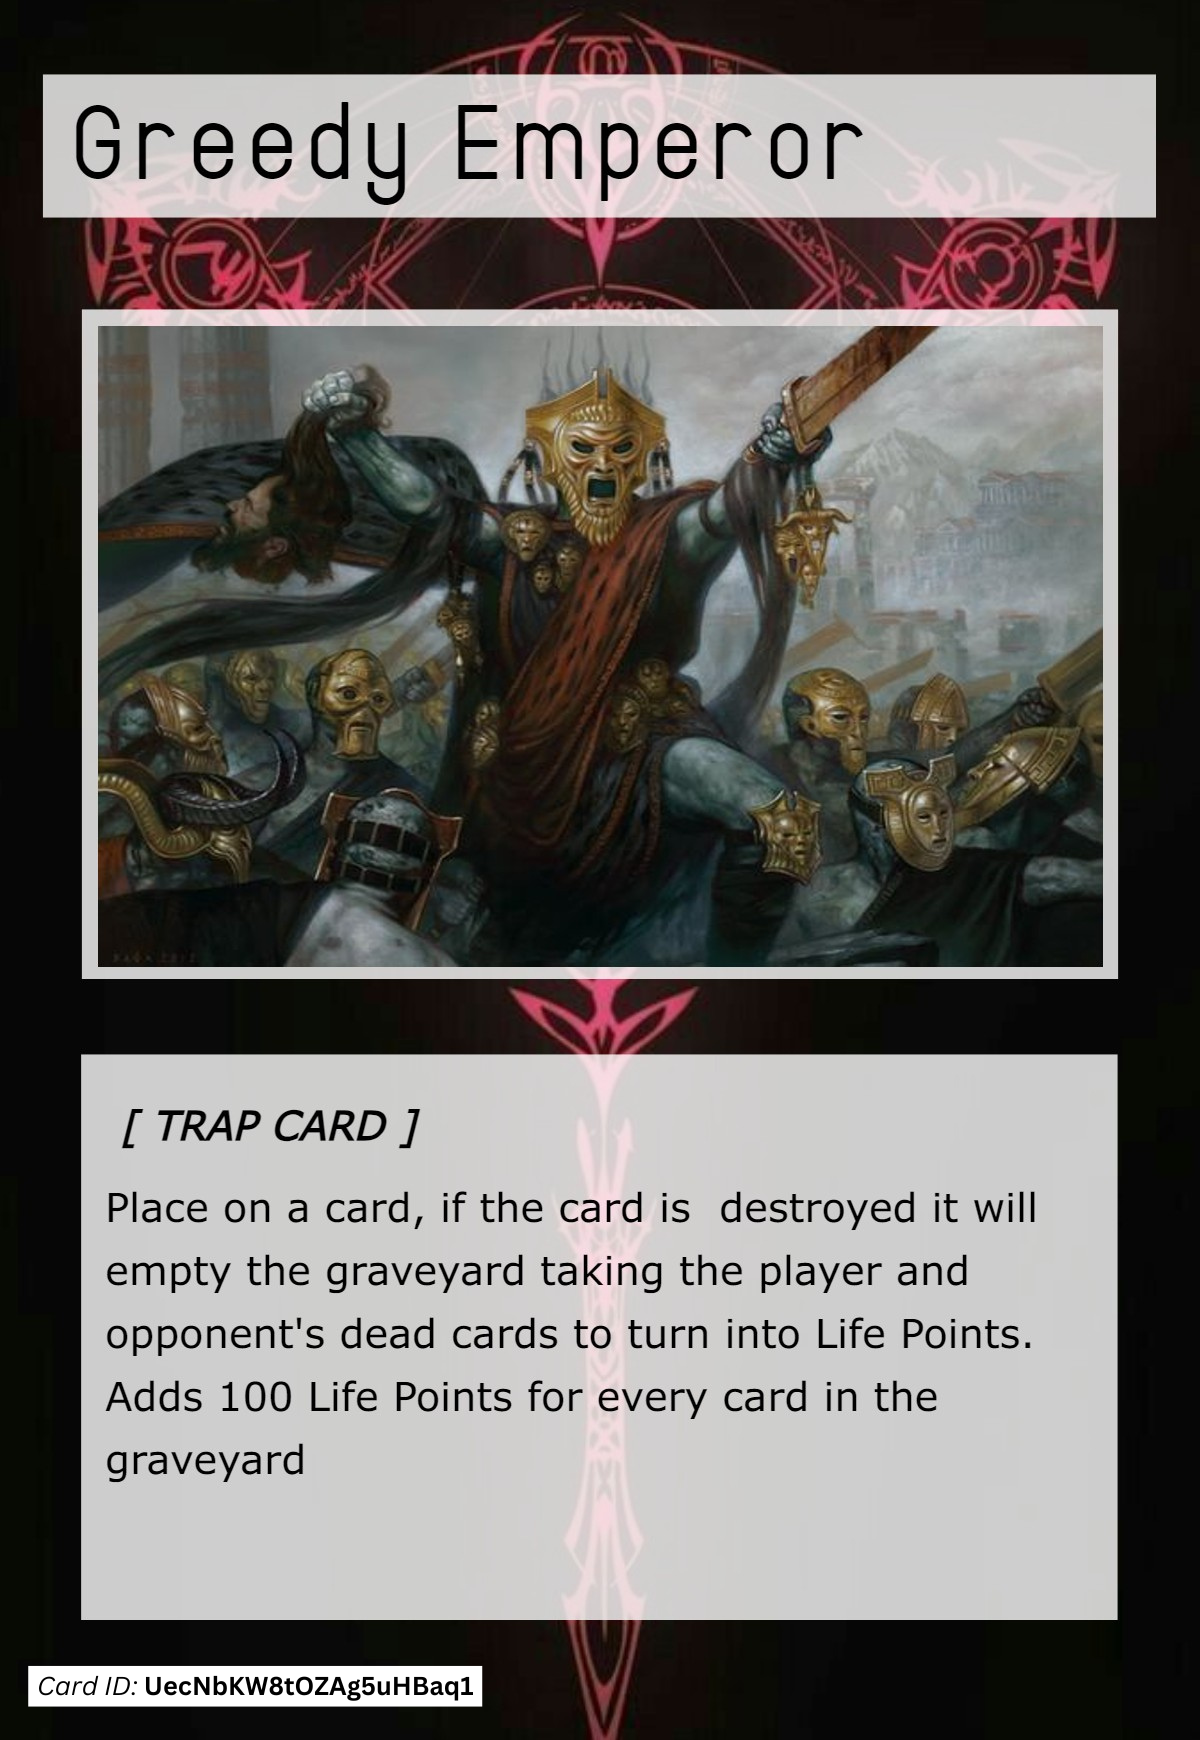 Greedy Emperor
[ TRAP CARD ]
Place on a card, if the card is  destroyed it will
empty the graveyard taking the player and
opponent's dead cards to turn into Life Points.
Adds 100 Life Points for every card in the
graveyard
Card ID: UecNbKW8tOZAg5uHBaq1